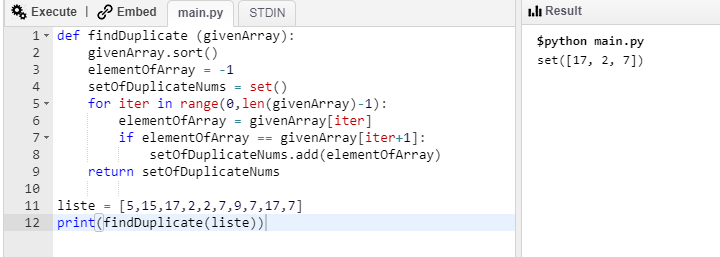 Execute | Embed main.py STDIN
1 def findDuplicate (givenArray):
2     givenArray.sort()
3     elementOfArray = -1
4     setOfDuplicateNums = set()
5     for iter in range(0,len(givenArray)-1):
6         elementOfArray = givenArray[iter]
7         if elementOfArray == givenArray[iter+1]:
8             setOfDuplicateNums.add(elementOfArray)
9     return setOfDuplicateNums
10
11 liste = [5,15,17,2,2,7,9,7,17,7]
12 print(findDuplicate(liste))
Result
$python main.py
set([17, 2, 7])